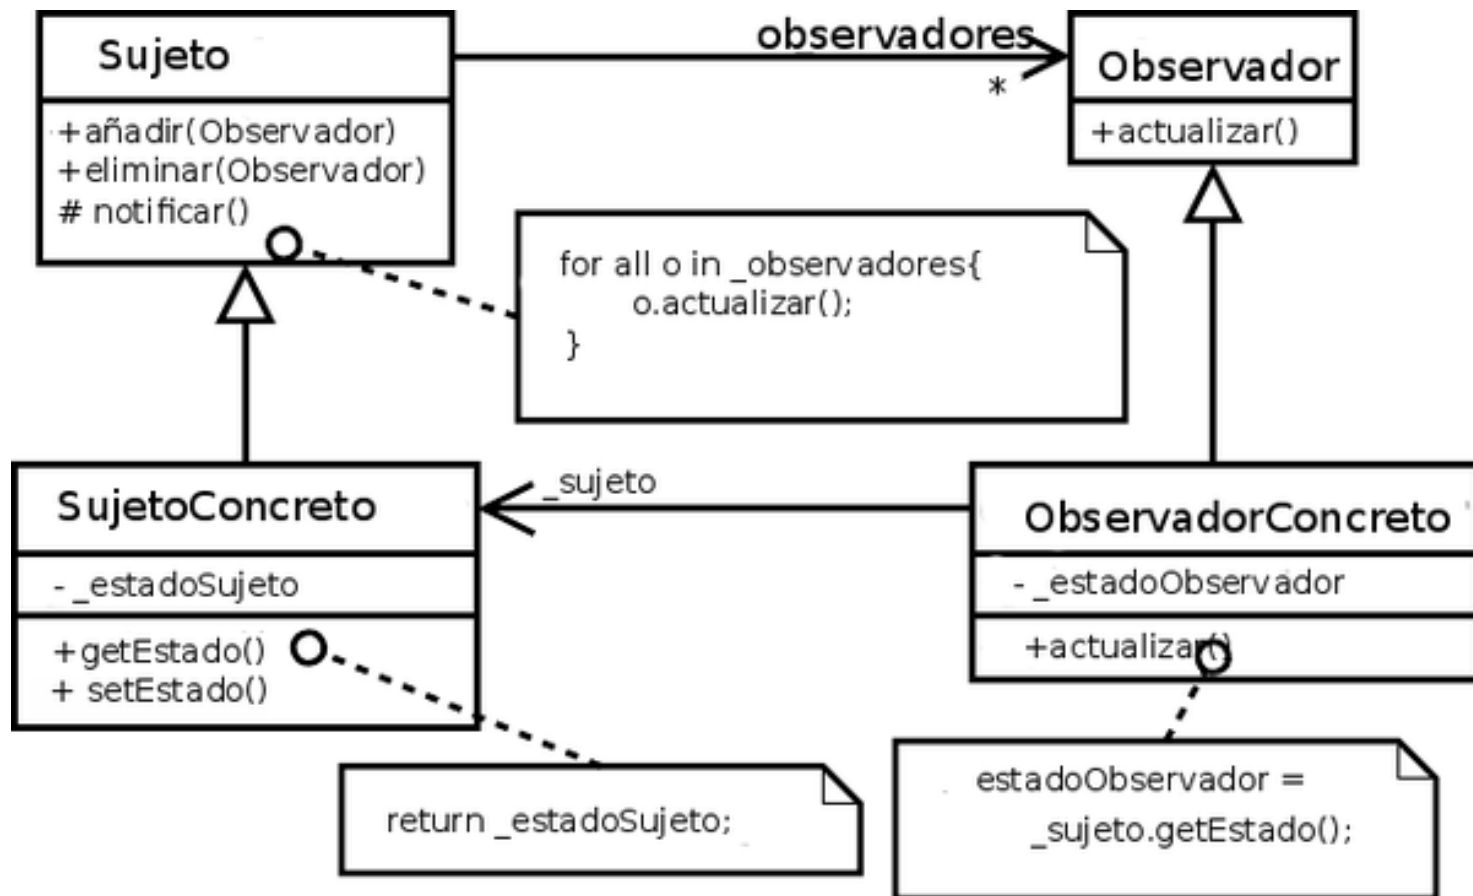 Sujeto
+añadir(Observador)
+eliminar(Observador)
# notificar()
observadores
*
Observador
+actualizar()
for all o in _observadores{
o.actualizar();
}
SujetoConcreto
- _estadoSujeto
+getEstado()
+ setEstado()
_sujeto
ObservadorConcreto
- _estadoObservador
+actualizar()
return _estadoSujeto;
estadoObservador =
_sujeto.getEstado();